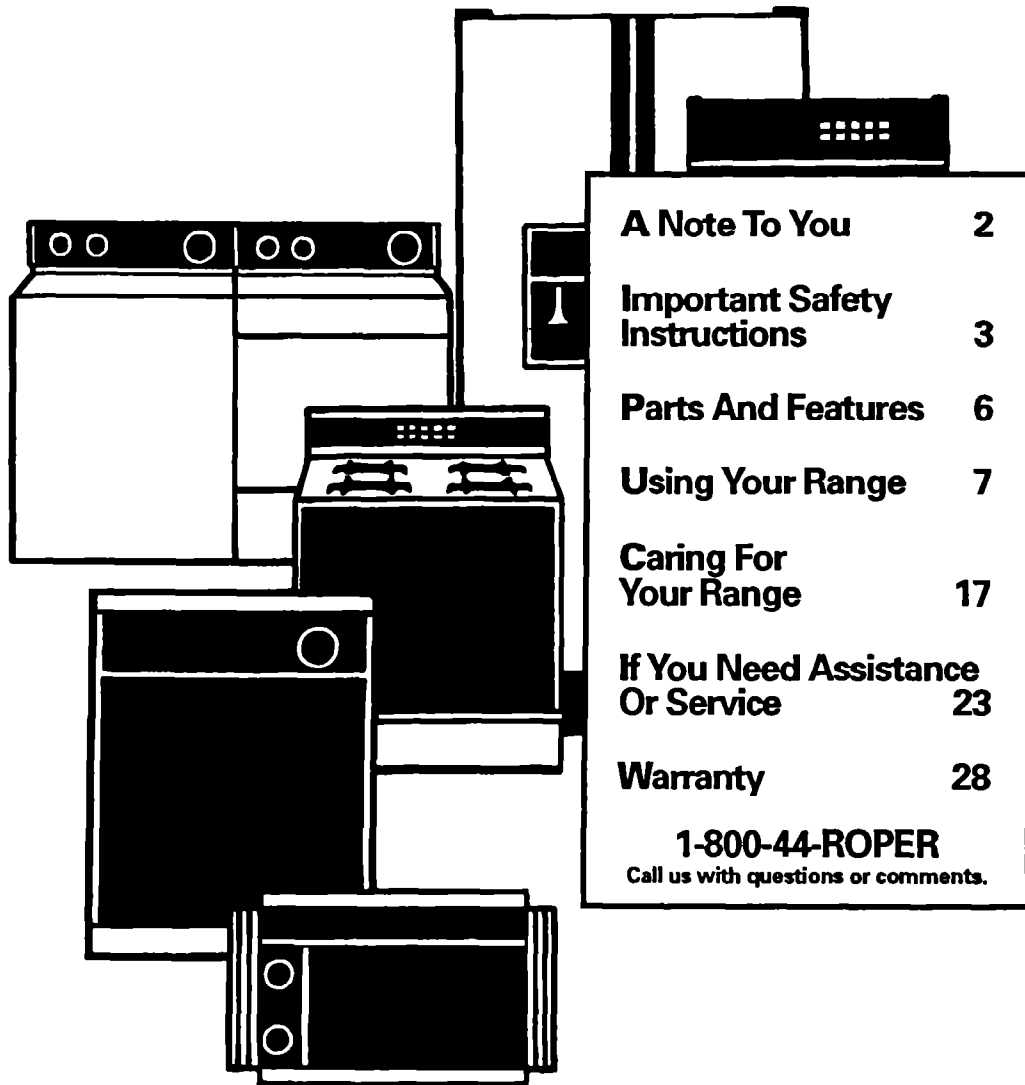 A Note To You 2
Important Safety
Instructions 3
Parts And Features 6
Using Your Range 7
Caring For
Your Range 17
If You Need Assistance
Or Service 23
Warranty 28
1-800-44-ROPER
Call us with questions or comments.